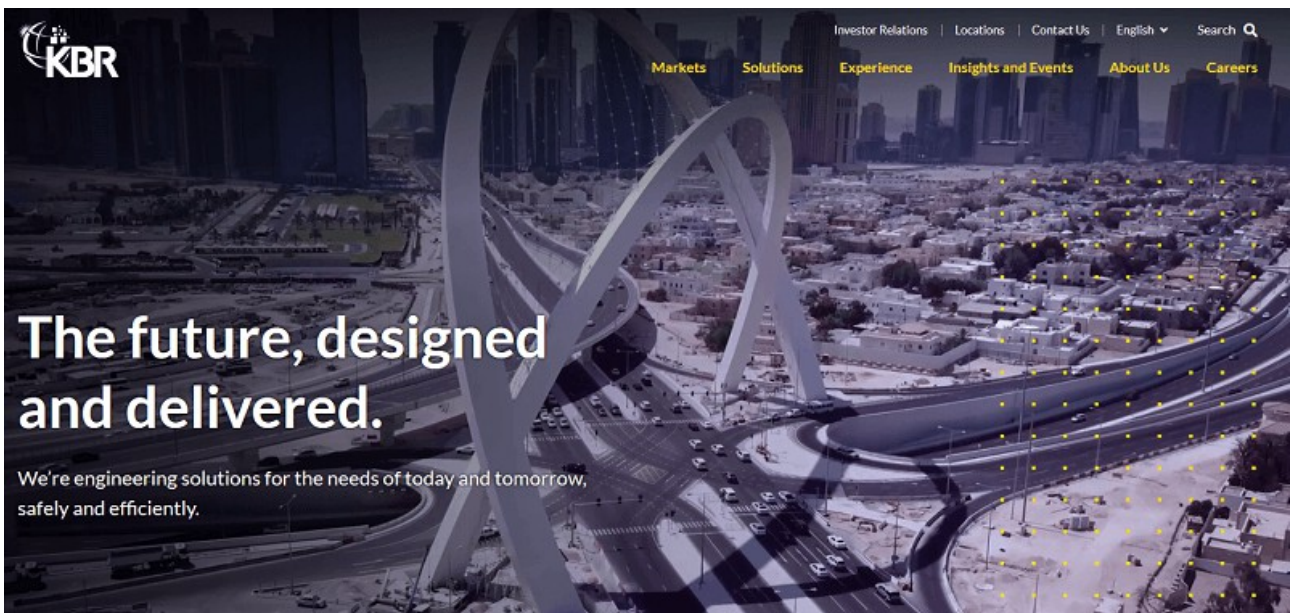 KBR
Investor Relations | Locations | Contact Us | English Search
Markets Solutions Experience Insights and Events About Us Careers
The future, designed
and delivered.
We're engineering solutions for the needs of today and tomorrow,
safely and efficiently.